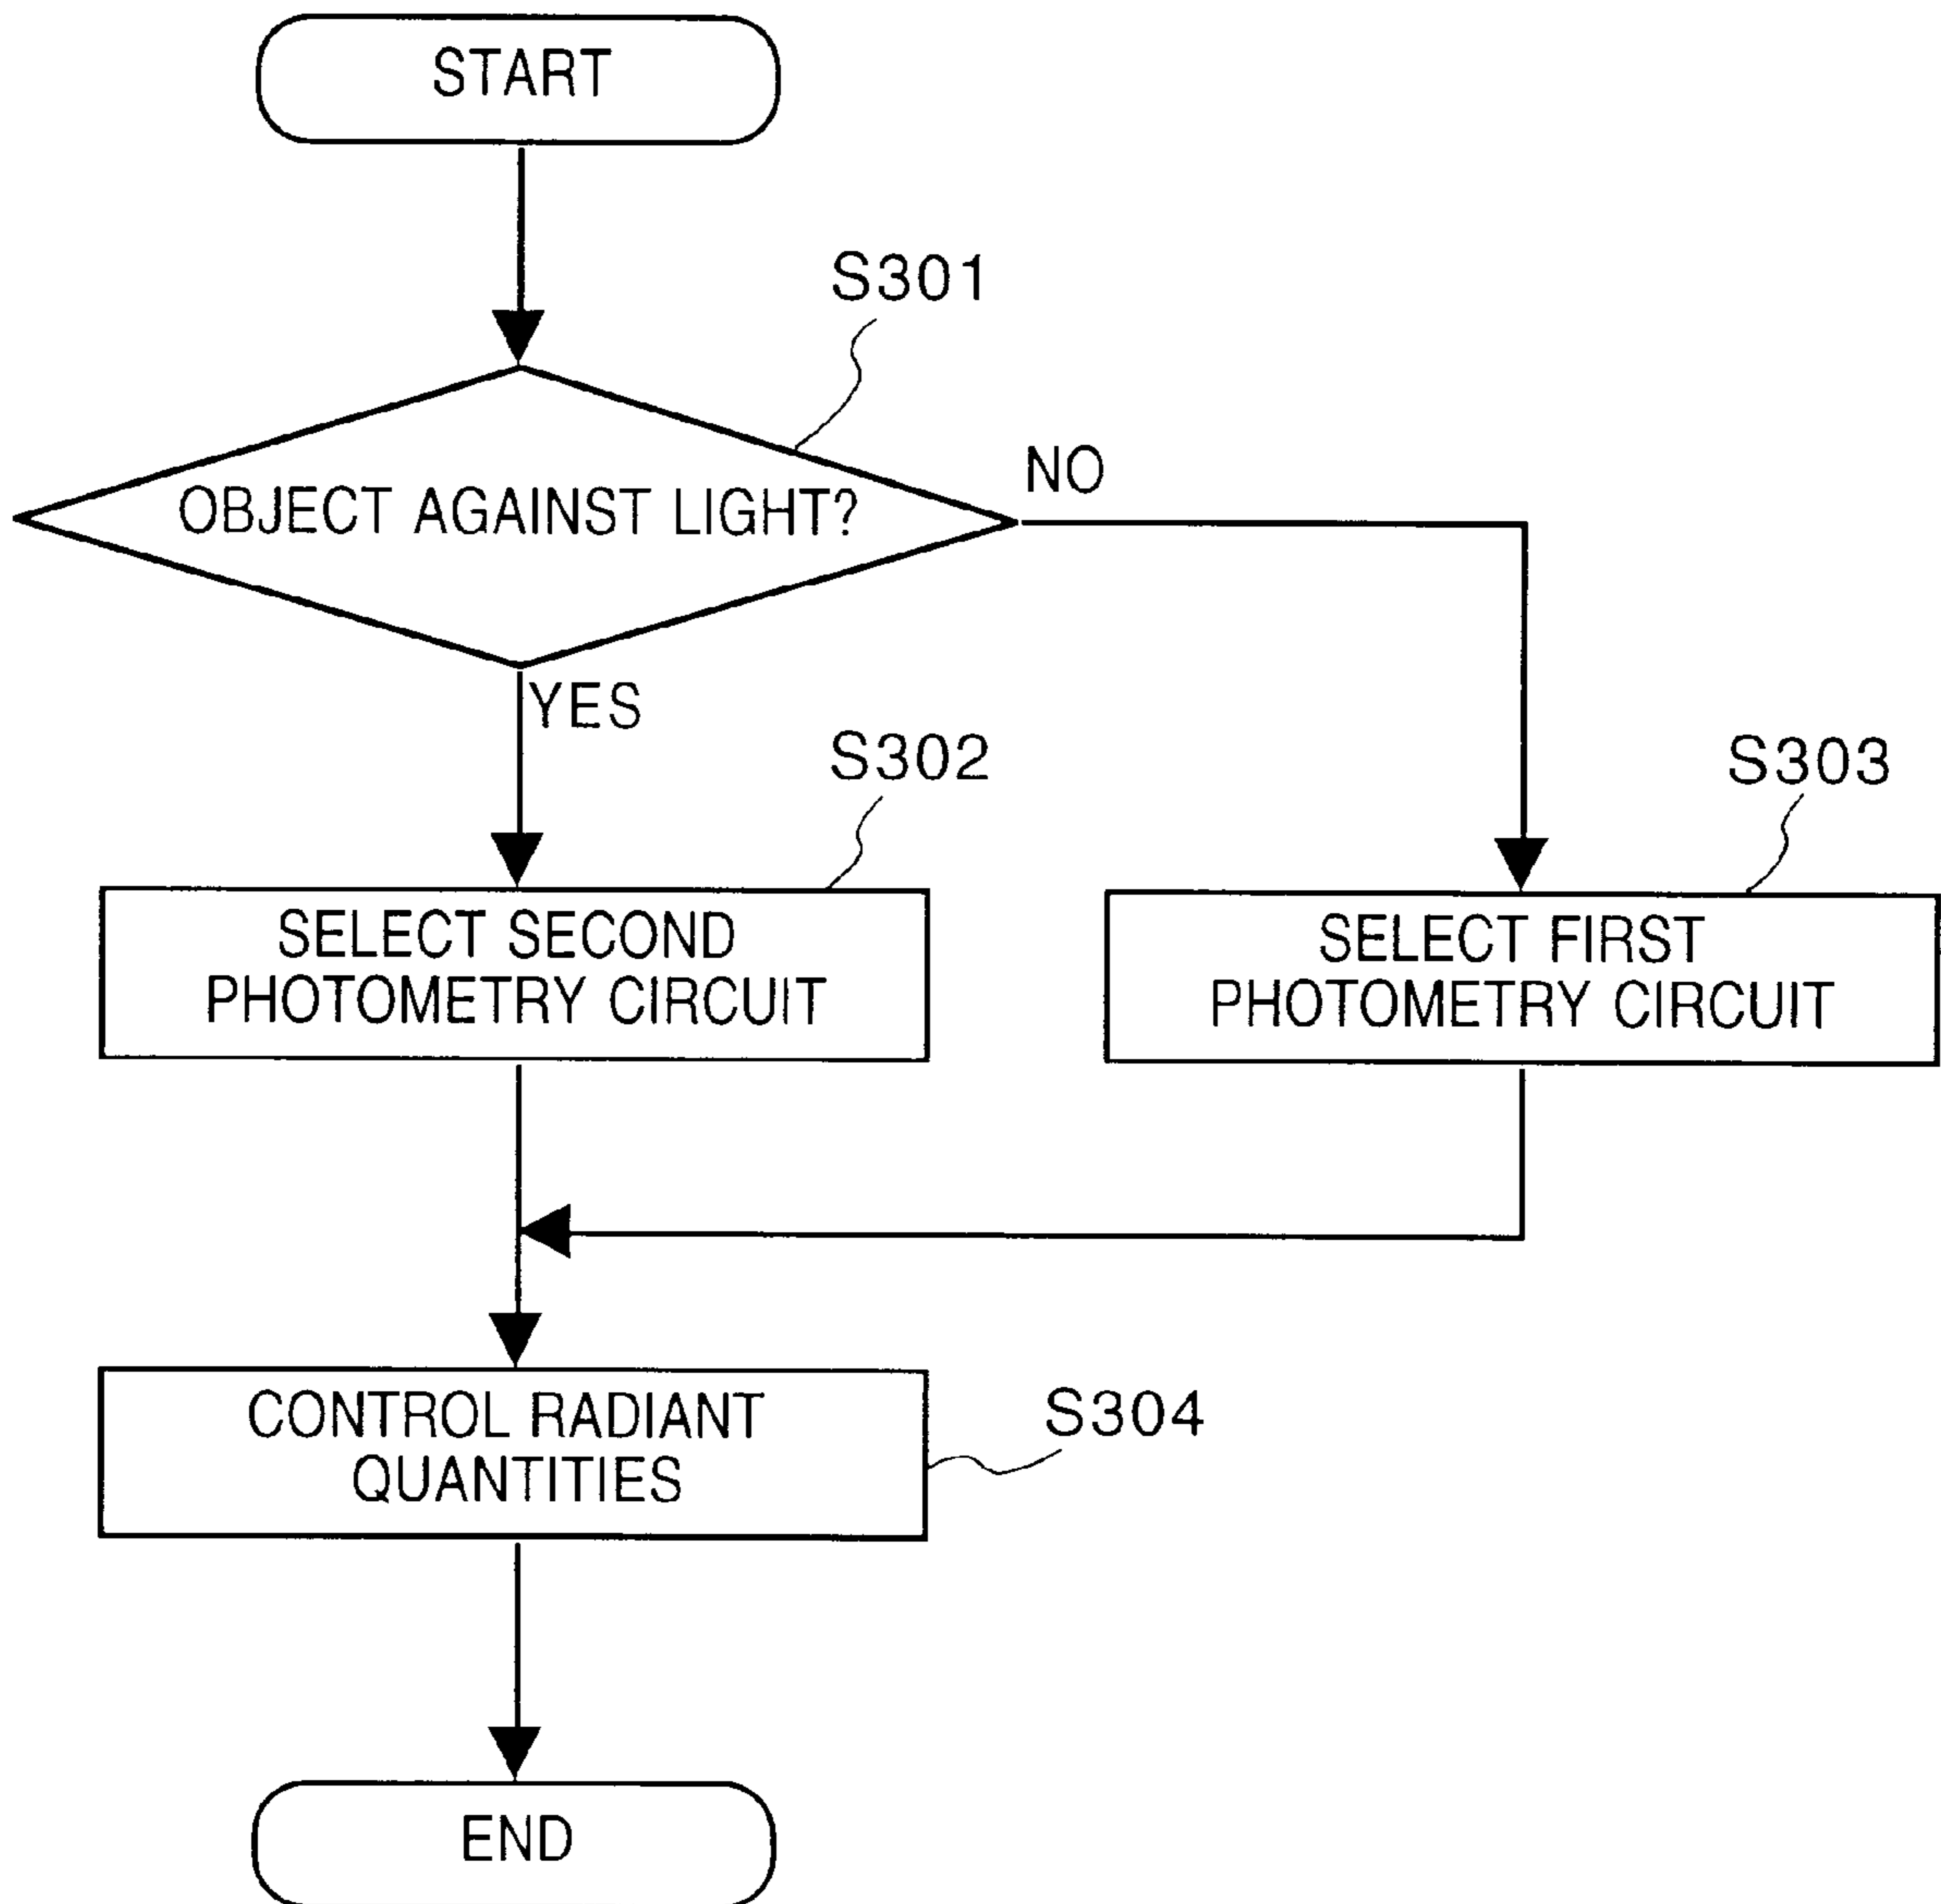 START
S301
OBJECT AGAINST LIGHT?
NO
YES
S302
S303
SELECT SECOND
PHOTOMETRY CIRCUIT
SELECT FIRST
PHOTOMETRY CIRCUIT
CONTROL RADIANT
QUANTITIES
S304
END